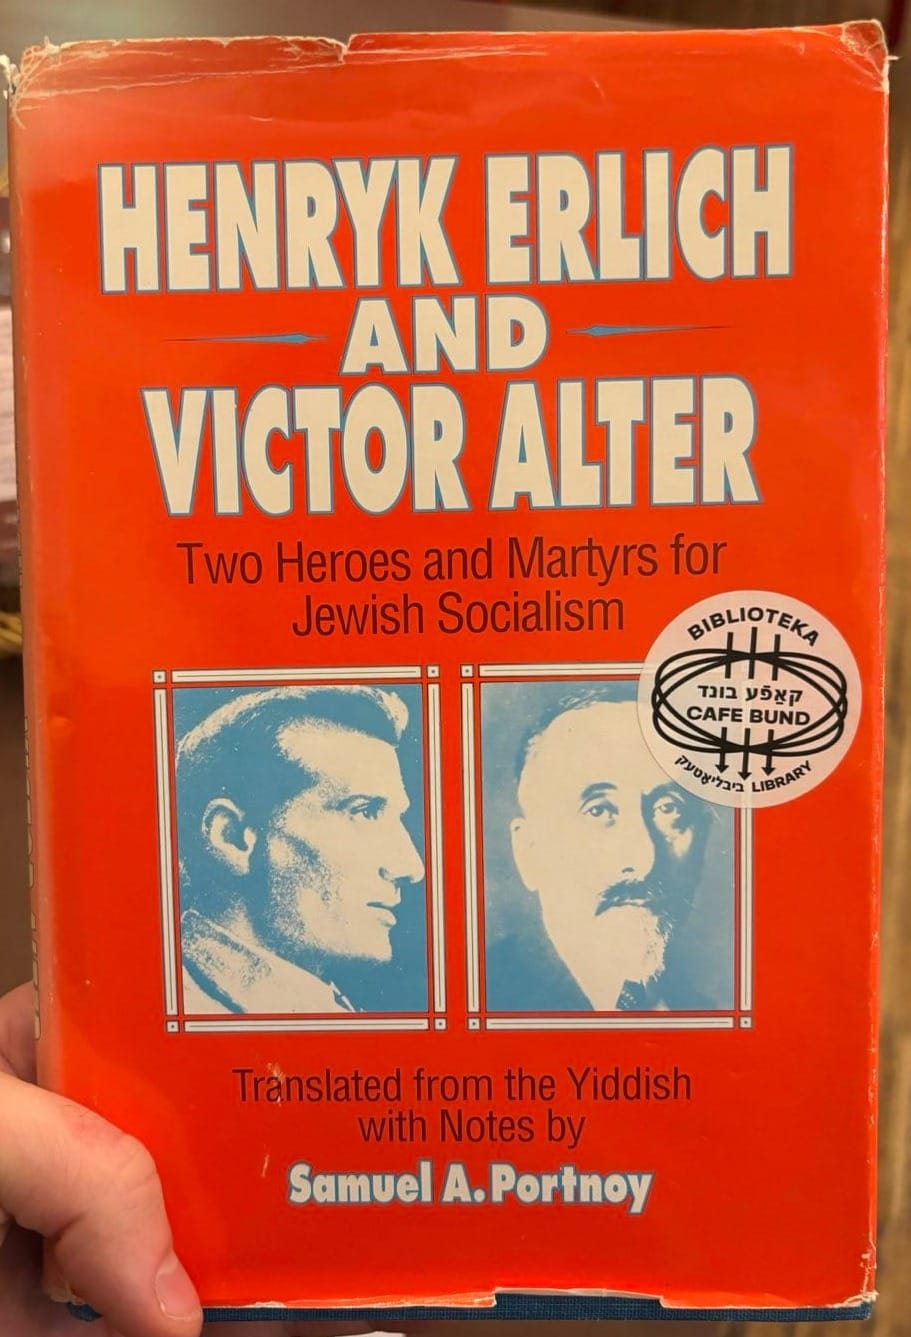 HENRYK ERLICH
AND
VICTOR ALTER
Two Heroes and Martyrs for
Jewish Socialism
BIBLIOTEKA
קאַפֿע בונד
CAFE BUND
ביבליאָטעק LIBRARY
Translated from the Yiddish
with Notes by
Samuel A. Portnoy